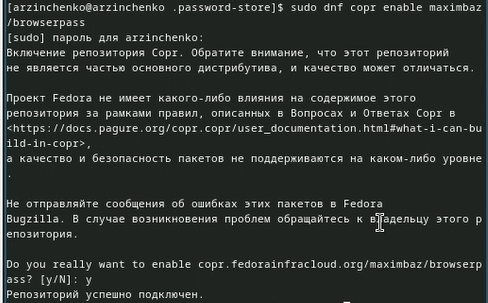 [arzinchenko@arzinchenko .password-store]$ sudo dnf copr enable maximbaz
/browserpass
[sudo] пароль для arzinchenko:
Включение репозитория Copr. Обратите внимание, что этот репозиторий
не является частью основного дистрибутива, и качество может отличаться.
Проект Fedora не имеет какого-либо влияния на содержимое этого
репозитория за рамками правил, описанных в Вопросах и Ответах Copr в
<https://docs.pagure.org/copr.copr/user_documentation.html#what-i-can-bu
ild-in-copr>,
а качество и безопасность пакетов не поддерживаются на каком-либо уровне
.
Не отправляйте сообщения об ошибках этих пакетов в Fedora
Bugzilla. В случае возникновения проблем обращайтесь к владельцу этого р
епозитория.
Do you really want to enable copr.fedorainfracloud.org/maximbaz/browserp
ass? [y/N]: y
Репозиторий успешно подключен.